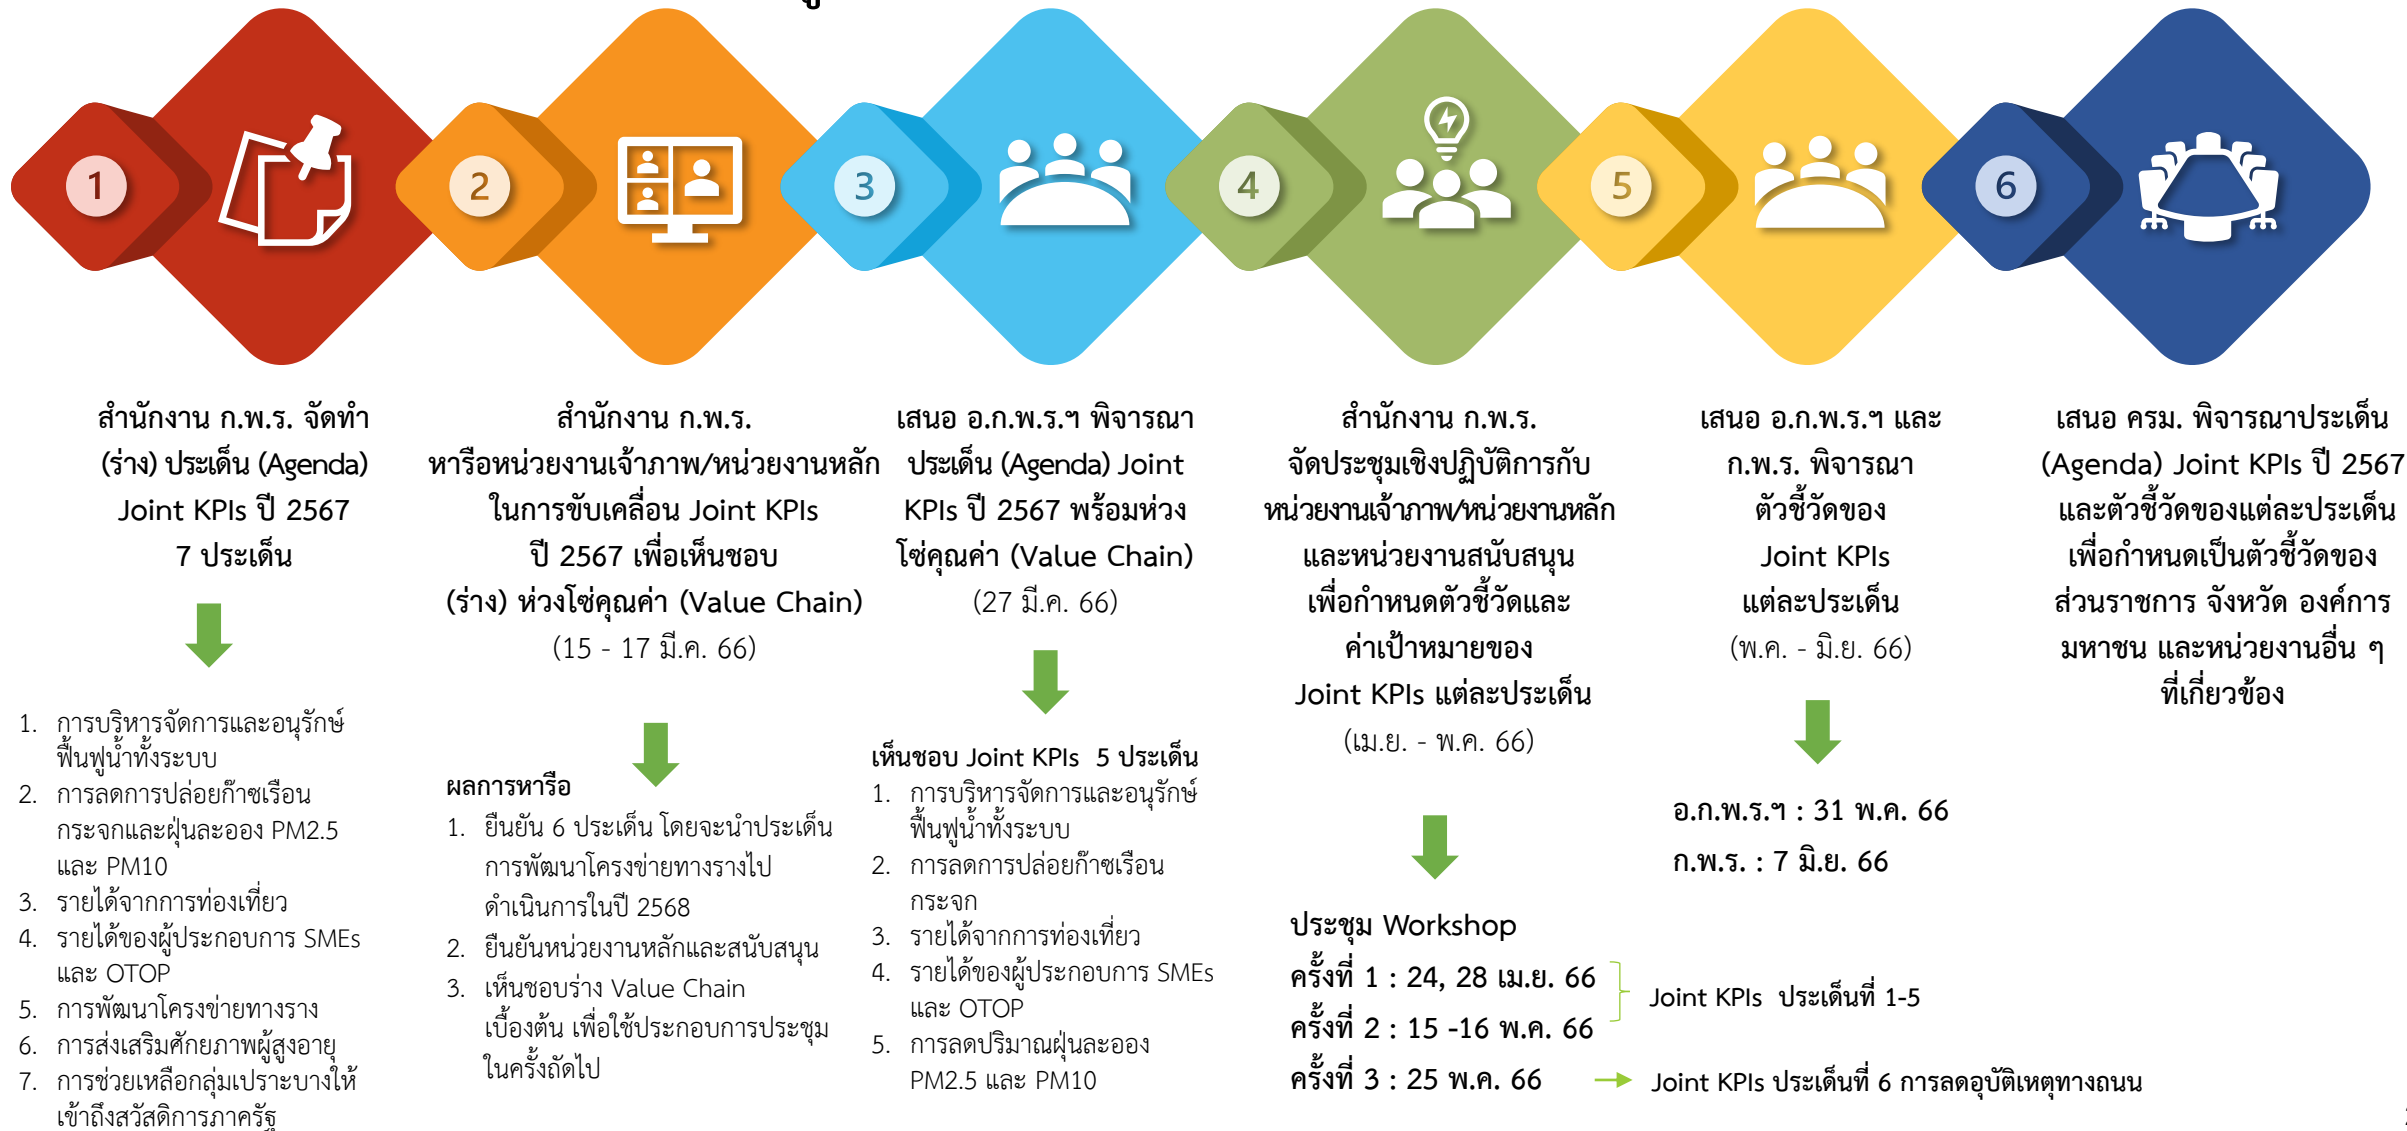 1
2
3
4
5
6
สำนักงาน ก.พ.ร. จัดทำ
(ร่าง) ประเด็น (Agenda)
Joint KPIs ปี 2567
7 ประเด็น
1. การบริหารจัดการและอนุรักษ์
ฟื้นฟูน้ำทั้งระบบ
2. การลดการปล่อยก๊าซเรือน
กระจกและฝุ่นละออง PM2.5
และ PM10
3. รายได้จากการท่องเที่ยว
4. รายได้ของผู้ประกอบการ SMEs
และ OTOP
5. การพัฒนาโครงข่ายทางราง
6. การส่งเสริมศักยภาพผู้สูงอายุ
7. การช่วยเหลือกลุ่มเปราะบางให้
เข้าถึงสวัสดิการภาครัฐ
สำนักงาน ก.พ.ร.
หารือหน่วยงานเจ้าภาพ/หน่วยงานหลัก
ในการขับเคลื่อน Joint KPIs
ปี 2567 เพื่อเห็นชอบ
(ร่าง) ห่วงโซ่คุณค่า (Value Chain)
(15 - 17 มี.ค. 66)
ผลการหารือ
1. ยืนยัน 6 ประเด็น โดยจะนำประเด็น
การพัฒนาโครงข่ายทางรางไป
ดำเนินการในปี 2568
2. ยืนยันหน่วยงานหลักและสนับสนุน
3. เห็นชอบร่าง Value Chain
เบื้องต้น เพื่อใช้ประกอบการประชุม
ในครั้งถัดไป
เสนอ อ.ก.พ.ร.ฯ พิจารณา
ประเด็น (Agenda) Joint
KPIs ปี 2567 พร้อมห่วง
โซ่คุณค่า (Value Chain)
(27 มี.ค. 66)
เห็นชอบ Joint KPIs 5 ประเด็น
1. การบริหารจัดการและอนุรักษ์
ฟื้นฟูน้ำทั้งระบบ
2. การลดการปล่อยก๊าซเรือน
กระจก
3. รายได้จากการท่องเที่ยว
4. รายได้ของผู้ประกอบการ SMEs
และ OTOP
5. การลดปริมาณฝุ่นละออง
PM2.5 และ PM10
สำนักงาน ก.พ.ร.
จัดประชุมเชิงปฏิบัติการกับ
หน่วยงานเจ้าภาพ/หน่วยงานหลัก
และหน่วยงานสนับสนุน
เพื่อกำหนดตัวชี้วัดและ
ค่าเป้าหมายของ
Joint KPIs แต่ละประเด็น
(เม.ย. - พ.ค. 66)
ประชุม Workshop
ครั้งที่ 1 : 24, 28 เม.ย. 66
ครั้งที่ 2 : 15 -16 พ.ค. 66
Joint KPIs ประเด็นที่ 1-5
ครั้งที่ 3 : 25 พ.ค. 66
Joint KPIs ประเด็นที่ 6 การลดอุบัติเหตุทางถนน
เสนอ อ.ก.พ.ร.ฯ และ
ก.พ.ร. พิจารณา
ตัวชี้วัดของ
Joint KPIs
แต่ละประเด็น
(พ.ค. - มิ.ย. 66)
อ.ก.พ.ร.ฯ : 31 พ.ค. 66
ก.พ.ร. : 7 มิ.ย. 66
เสนอ ครม. พิจารณาประเด็น
(Agenda) Joint KPIs ปี 2567
และตัวชี้วัดของแต่ละประเด็น
เพื่อกำหนดเป็นตัวชี้วัดของ
ส่วนราชการ จังหวัด องค์การ
มหาชน และหน่วยงานอื่น ๆ
ที่เกี่ยวข้อง